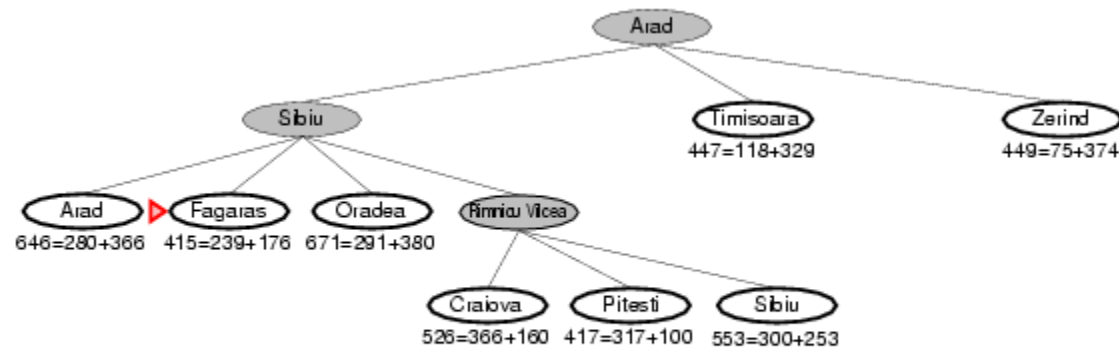 Arad
Sibiu
Timisoara
Zerind
447=118+329
449=75+374
Arad
Fagaras
Oradea
Rimnicu Vilcea
646=280+366
415=239+176
671=291+380
Craiova
Pitesti
Sibiu
526=366+160
417=317+100
553=300+253